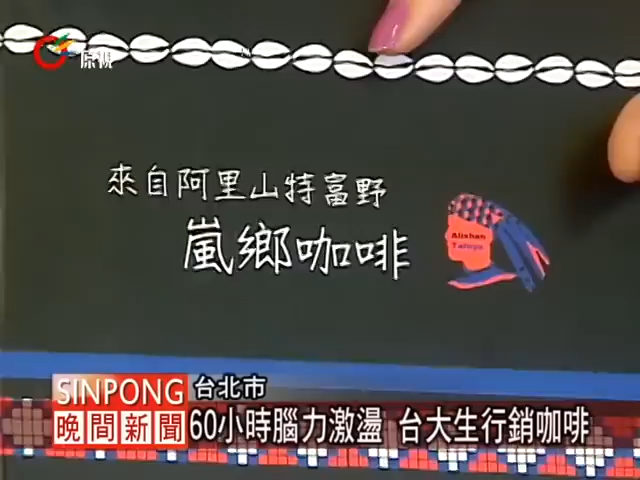 原視
來自阿里山特富野
嵐鄉咖啡
Alishan
Tafuya
SINPONG
台北市
晚間新聞
60小時腦力激盪 台大生行銷咖啡